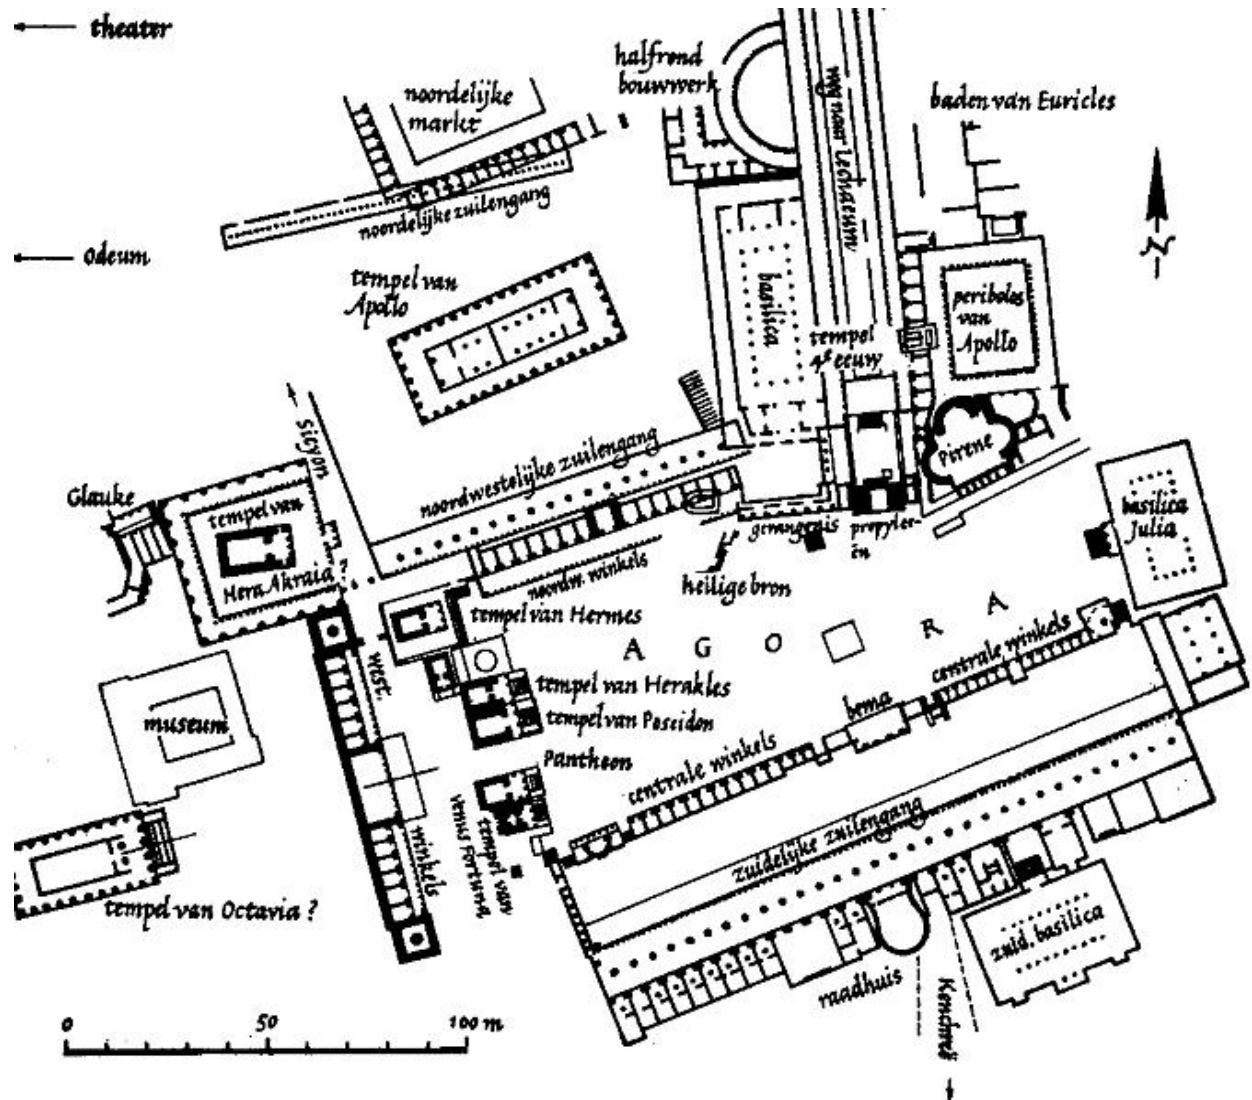 theater
halfrond
bouwwerk
noordelijke
markt
weg naar Lechaeum
baden van Euricles
noordelijke zuilengang
N
odeum
tempel van
Apollo
basilica
peribolos
van
Apollo
tempel
4e eeuw
Sicyon
noordwestelijke zuilengang
Pirene
Glauke
tempel van
Hera Akraia
basilica
Julia
gevangenis
propyleeën
noordw. winkels
heilige bron
tempel van Hermes
AGORA
centrale winkels
west.
winkels
tempel van Herakles
tempel van Poseidon
bema
museum
Pantheon
centrale winkels
tempel van
Venus Fortuna
zuidelijke zuilengang
tempel van Octavia ?
zuid. basilica
raadhuis
Kenchreë
0 50 100 m